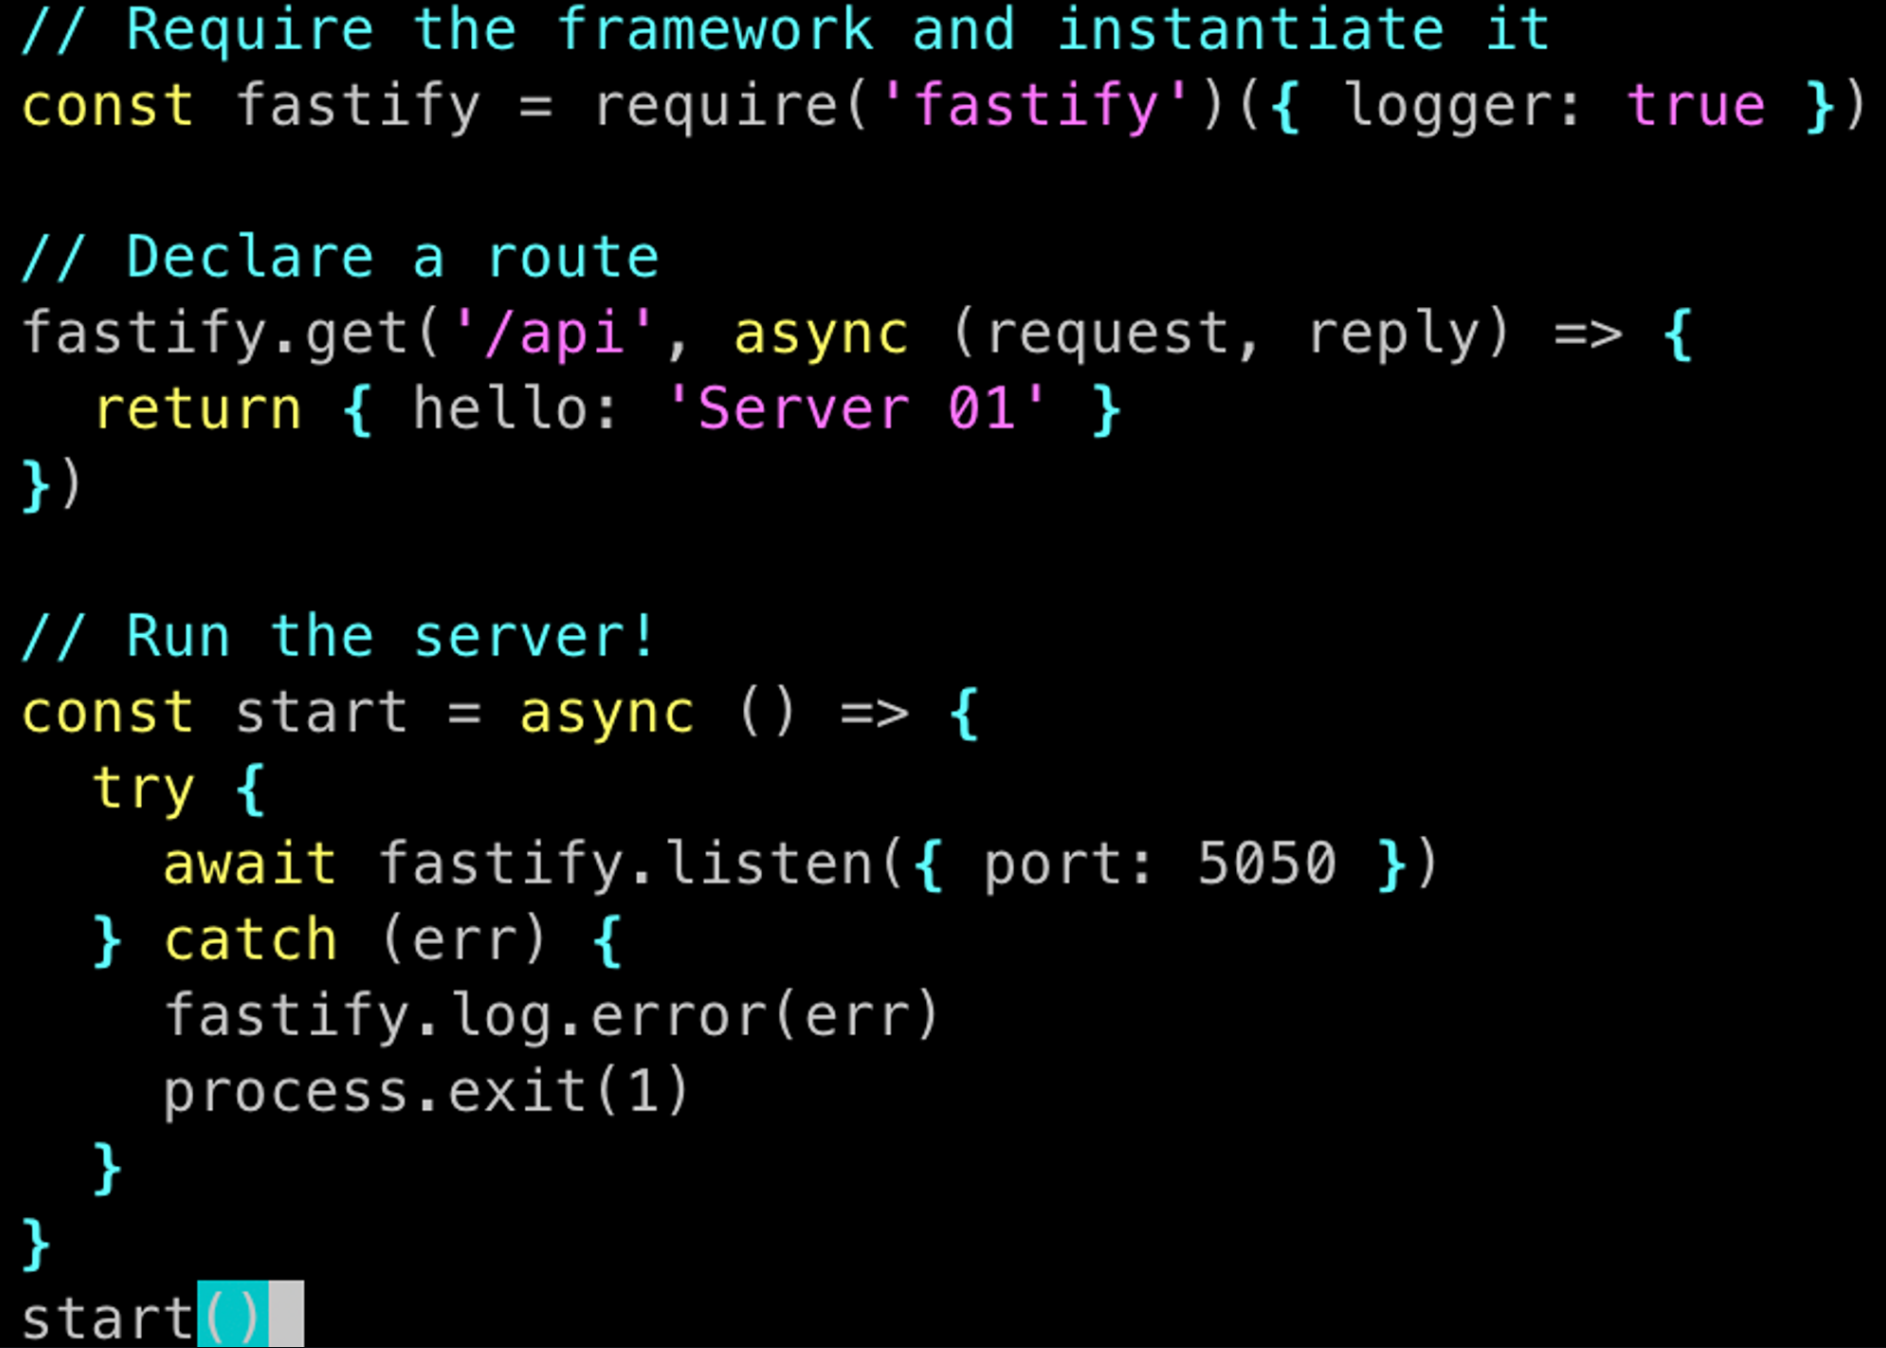 // Require the framework and instantiate it
const fastify = require('fastify')({ logger: true })
// Declare a route
fastify.get('/api', async (request, reply) => {
  return { hello: 'Server 01' }
})
// Run the server!
const start = async () => {
  try {
    await fastify.listen({ port: 5050 })
  } catch (err) {
    fastify.log.error(err)
    process.exit(1)
  }
}
start()